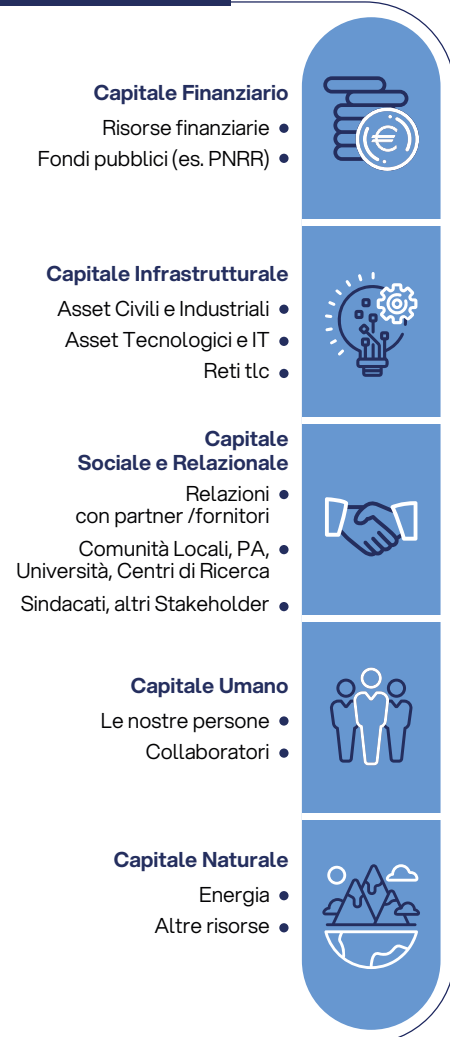 Capitale Finanziario
Risorse finanziarie
Fondi pubblici (es. PNRR)
Capitale Infrastrutturale
Asset Civili e Industriali
Asset Tecnologici e IT
Reti tlc
Capitale
Sociale e Relazionale
Relazioni
con partner /fornitori
Comunità Locali, PA,
Università, Centri di Ricerca
Sindacati, altri Stakeholder
Capitale Umano
Le nostre persone
Collaboratori
Capitale Naturale
Energia
Altre risorse